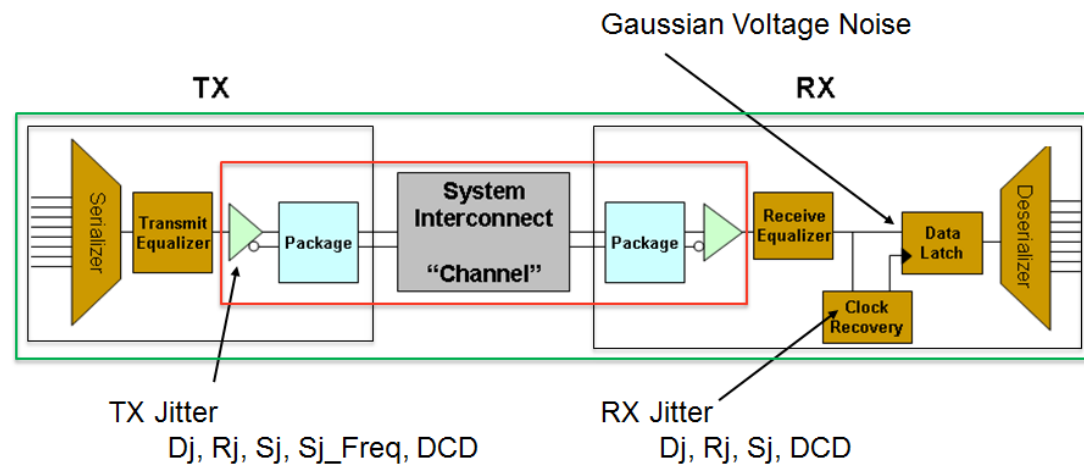 Gaussian Voltage Noise
TX
RX
Serializer
Transmit
Equalizer
Package
System
Interconnect
“Channel”
Package
Receive
Equalizer
Data
Latch
Clock
Recovery
Deserializer
TX Jitter
Dj, Rj, Sj, Sj_Freq, DCD
RX Jitter
Dj, Rj, Sj, DCD